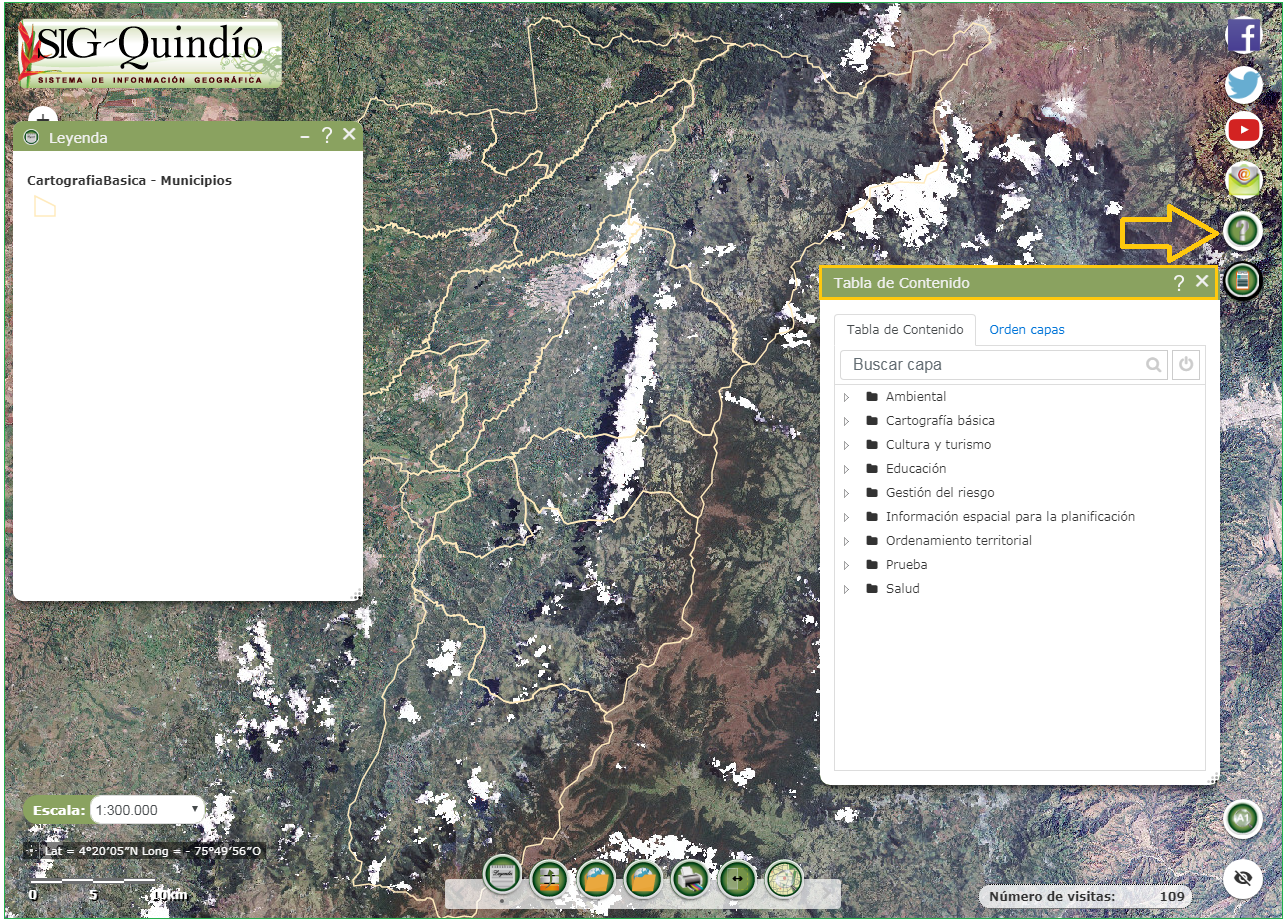 SIG-Quindío
SISTEMA DE INFORMACIÓN GEOGRÁFICA
+
Leyenda
– ? ×
CartografiaBasica - Municipios
Tabla de Contenido
? ×
Tabla de Contenido
Orden capas
Buscar capa
Ambiental
Cartografía básica
Cultura y turismo
Educación
Gestión del riesgo
Información espacial para la planificación
Ordenamiento territorial
Prueba
Salud
Escala:
1:300.000
Lat = 4°20'05"N Long = - 75°49'56"O
0 5 10km
Leyenda
A1
Número de visitas: 109